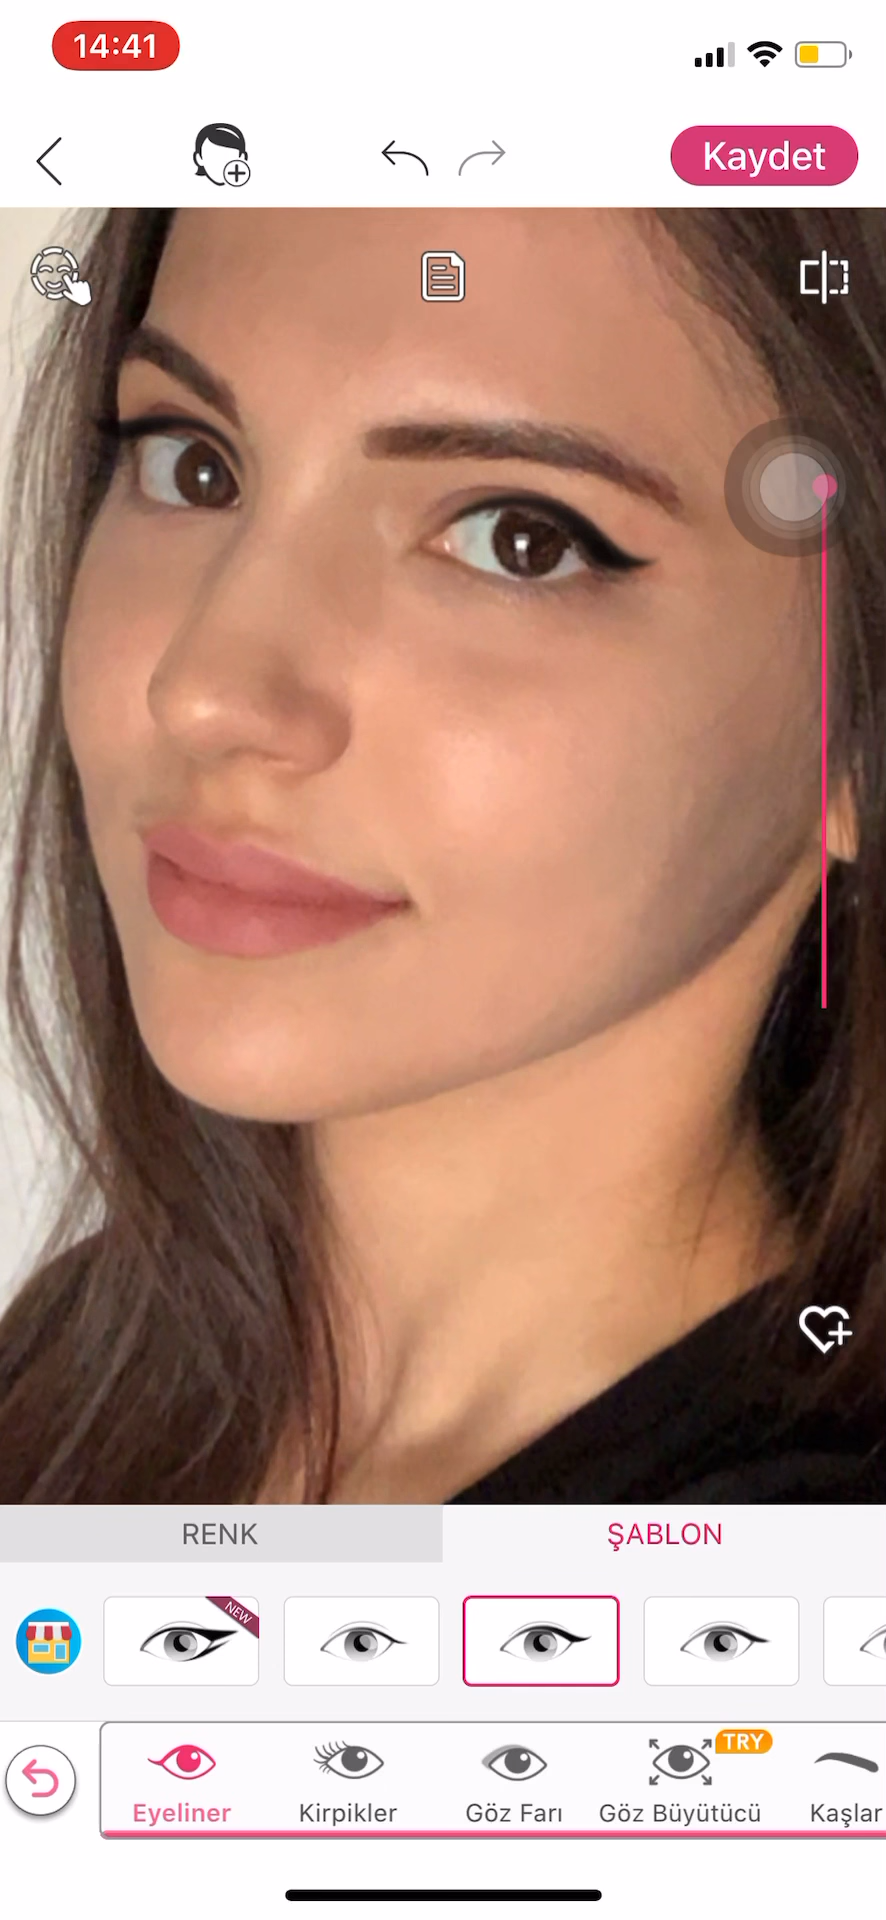 14:41
Kaydet
RENK
ŞABLON
NEW
TRY
Eyeliner
Kirpikler
Göz Farı
Göz Büyütücü
Kaşlar